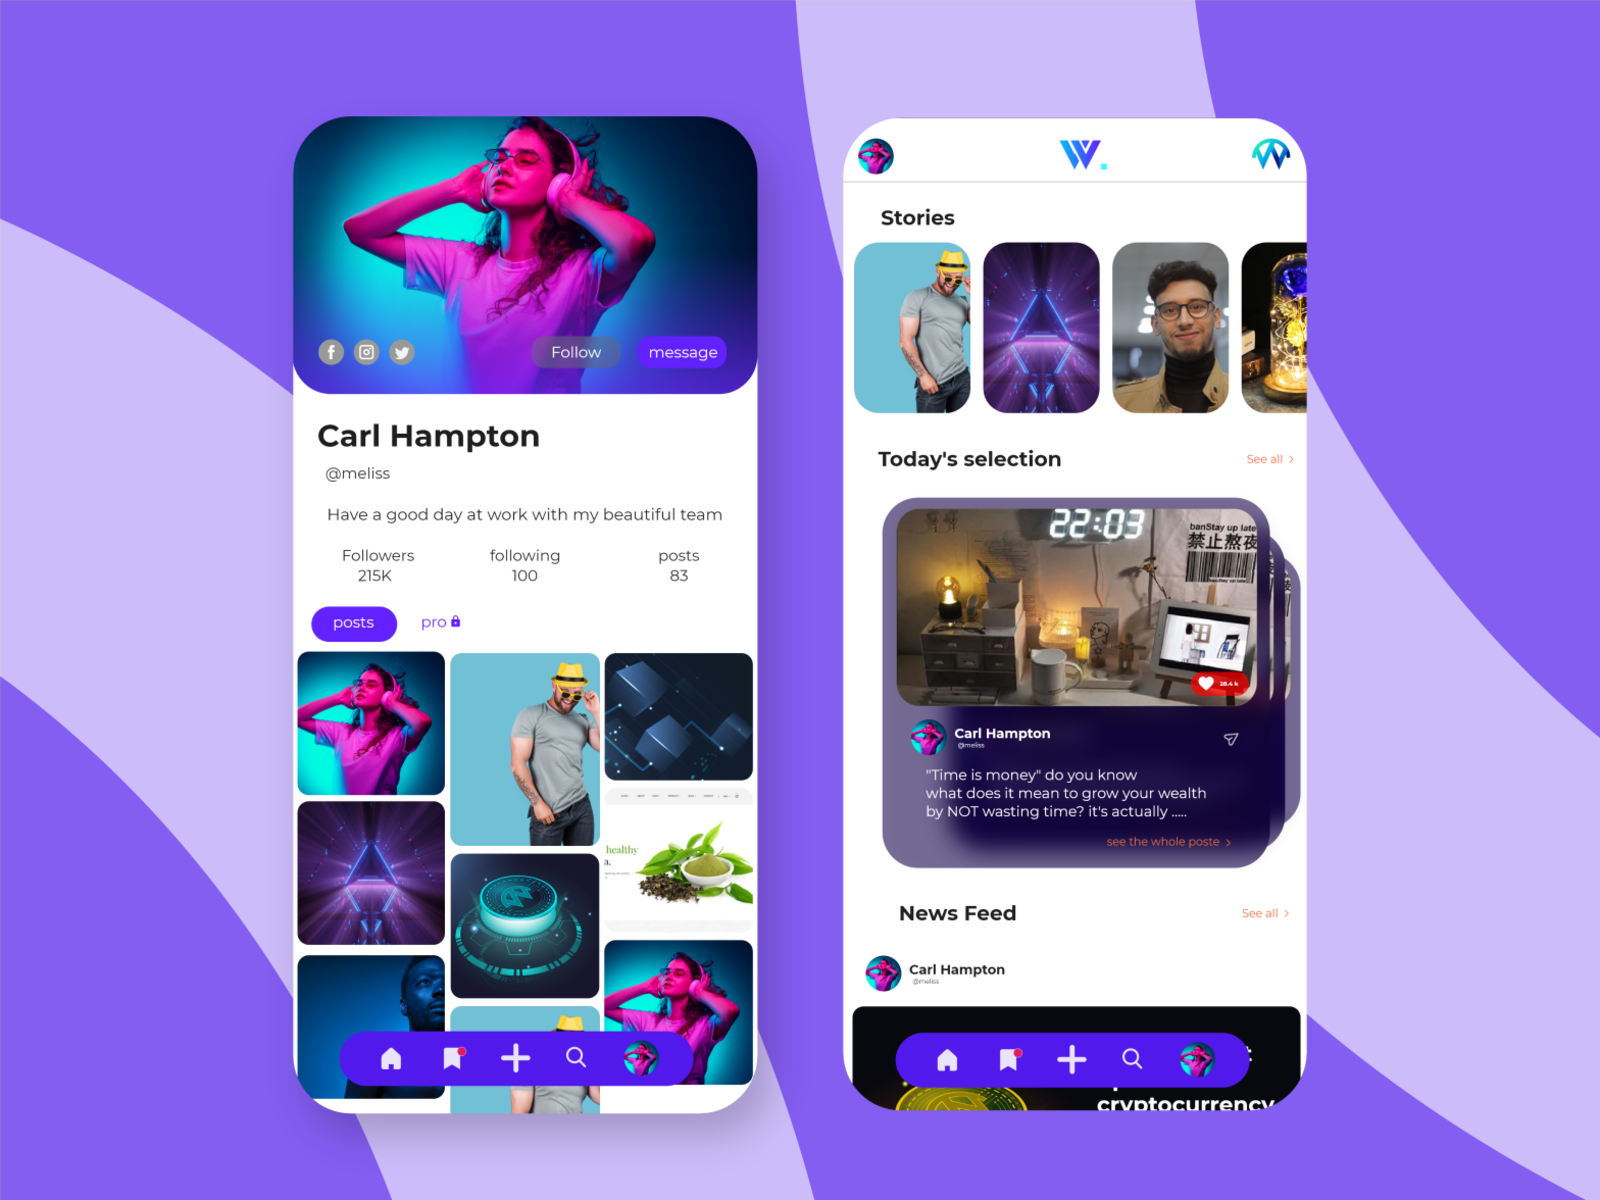 Follow
message
Carl Hampton
@meliss
Have a good day at work with my beautiful team
Followers
215K
following
100
posts
83
posts
pro
healthy
a.
W.
Stories
Today's selection
See all
22:03
banStay up late
禁止熬夜
28.4 k
Carl Hampton
@meliss
"Time is money" do you know
what does it mean to grow your wealth
by NOT wasting time? it's actually .....
see the whole poste
News Feed
See all
Carl Hampton
@meliss
cryptocurrency